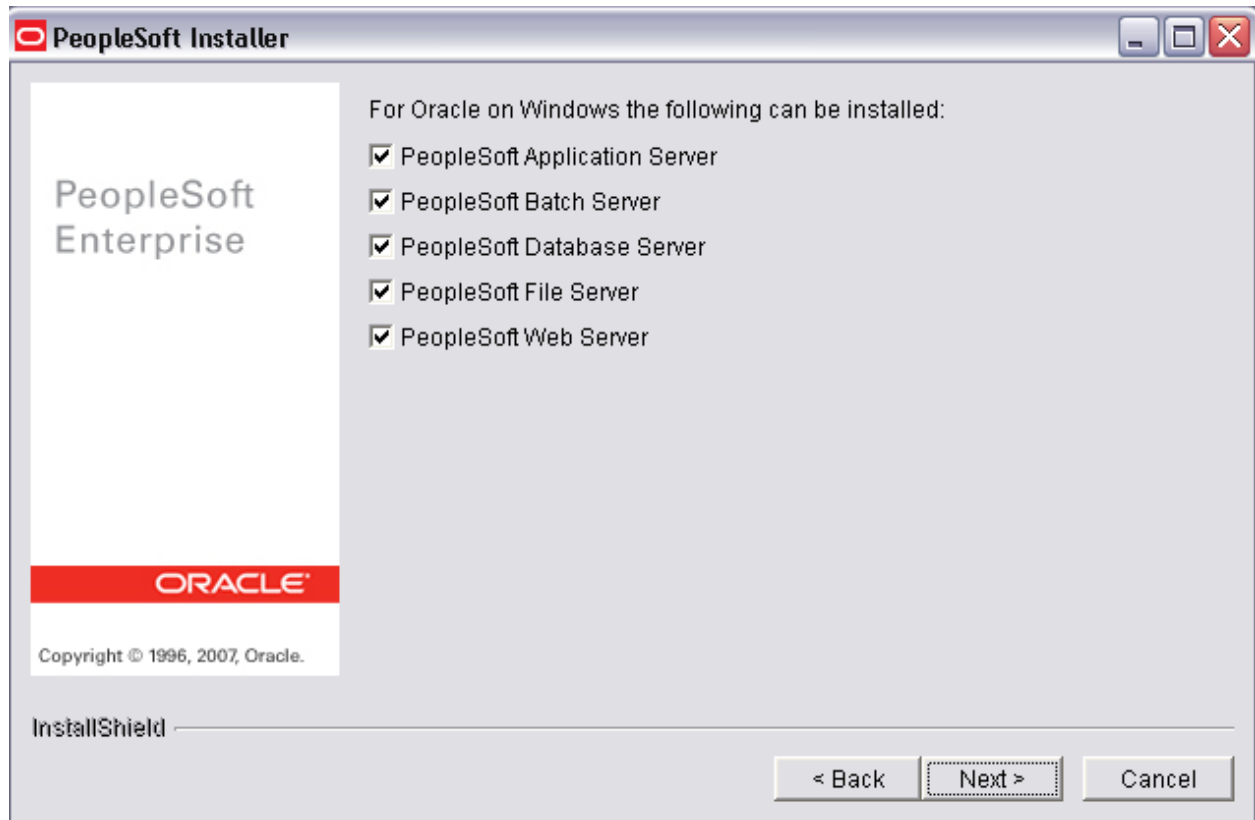 PeopleSoft Installer
For Oracle on Windows the following can be installed:
PeopleSoft Application Server
PeopleSoft Batch Server
PeopleSoft Database Server
PeopleSoft File Server
PeopleSoft Web Server
PeopleSoft
Enterprise
ORACLE
Copyright © 1996, 2007, Oracle.
InstallShield
< Back
Next >
Cancel